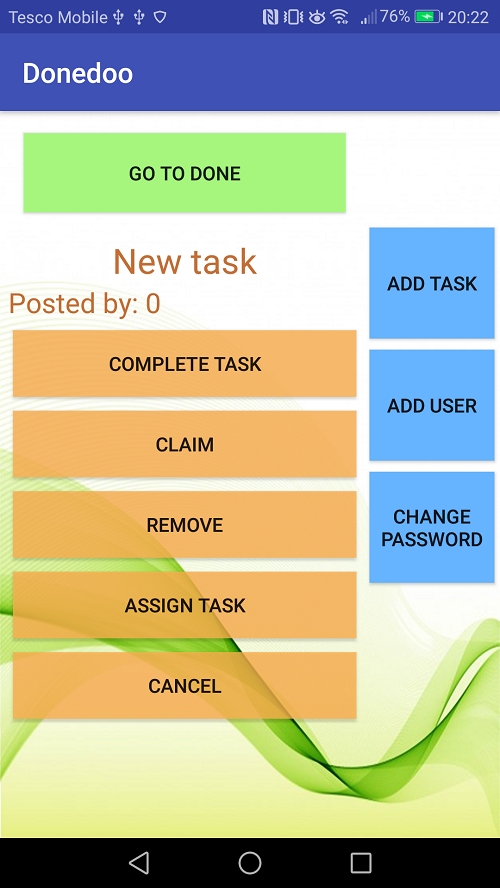 Tesco Mobile 76% 20:22
Donedoo
GO TO DONE
New task
Posted by: 0
COMPLETE TASK
CLAIM
REMOVE
ASSIGN TASK
CANCEL
ADD TASK
ADD USER
CHANGE
PASSWORD